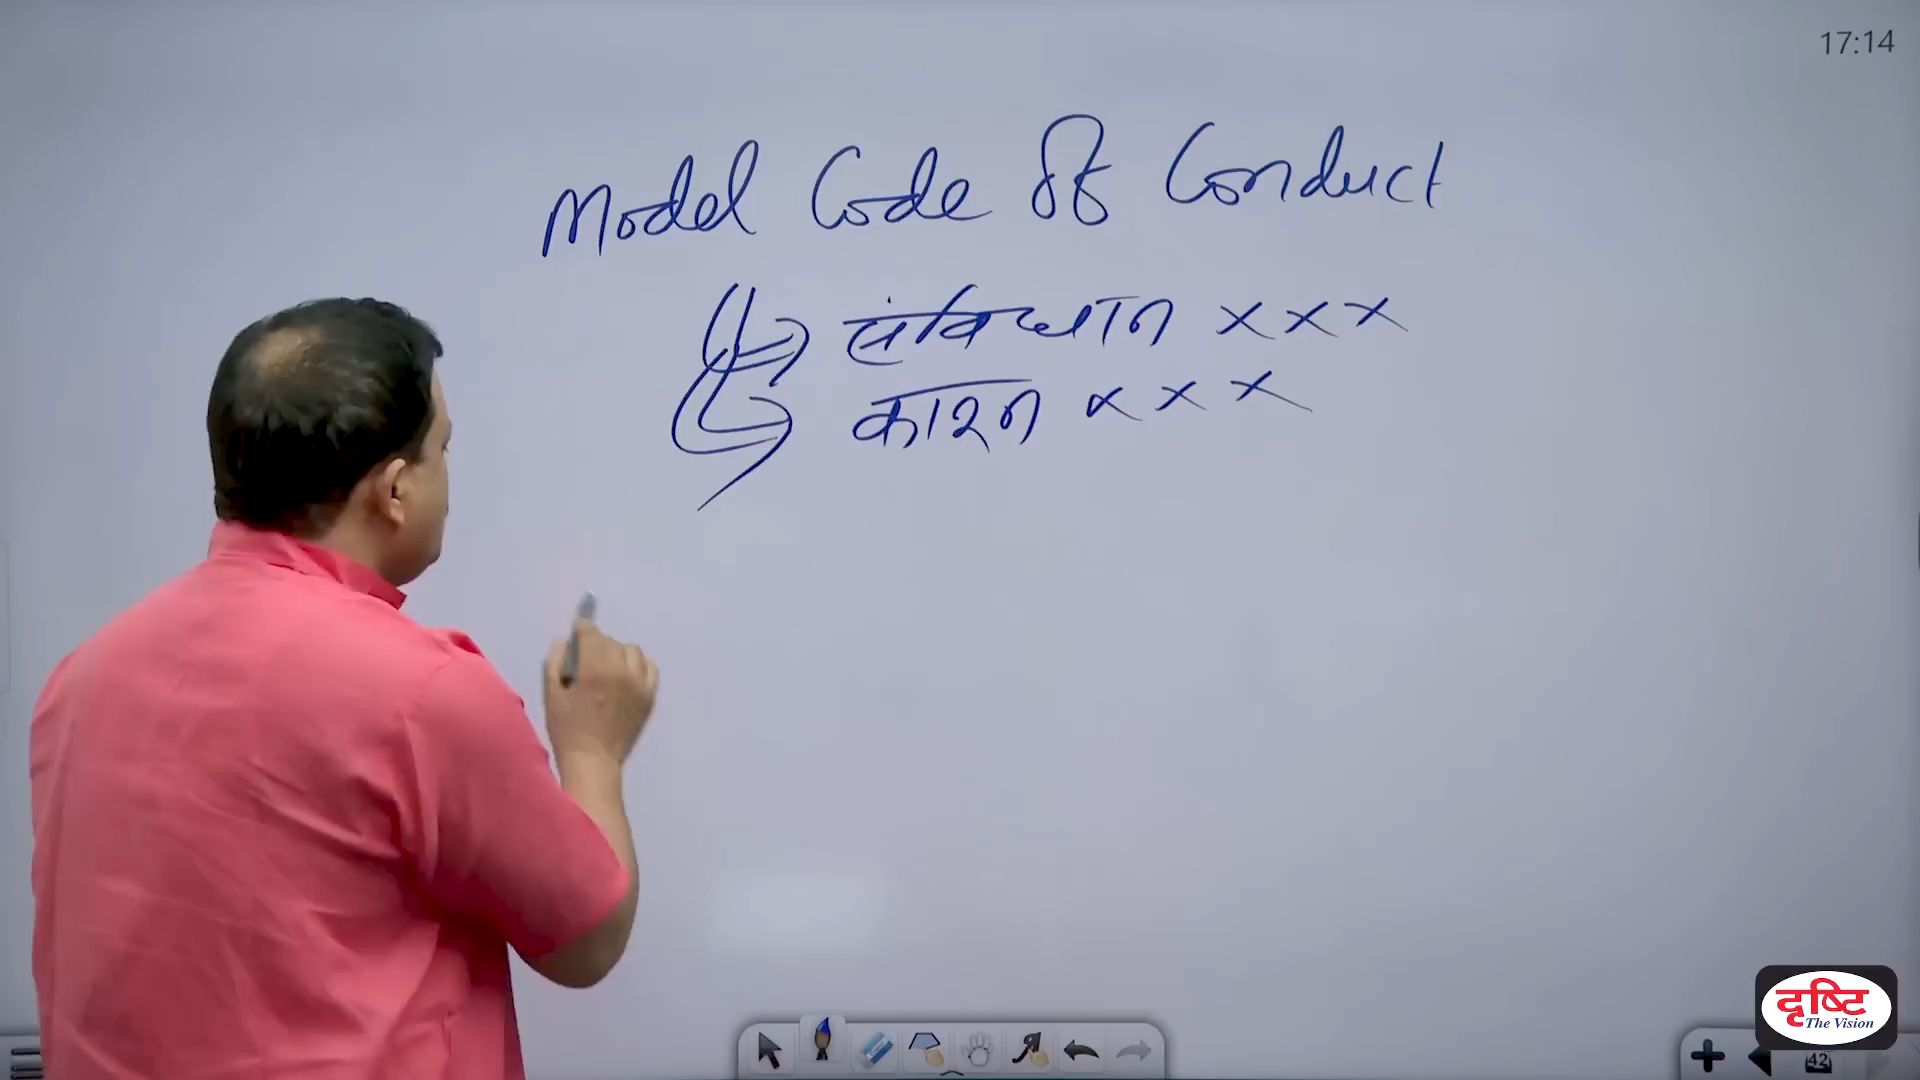 17:14
Model Code Of Conduct
संविधान x x x
कानून x x x
दृष्टि
The Vision
42